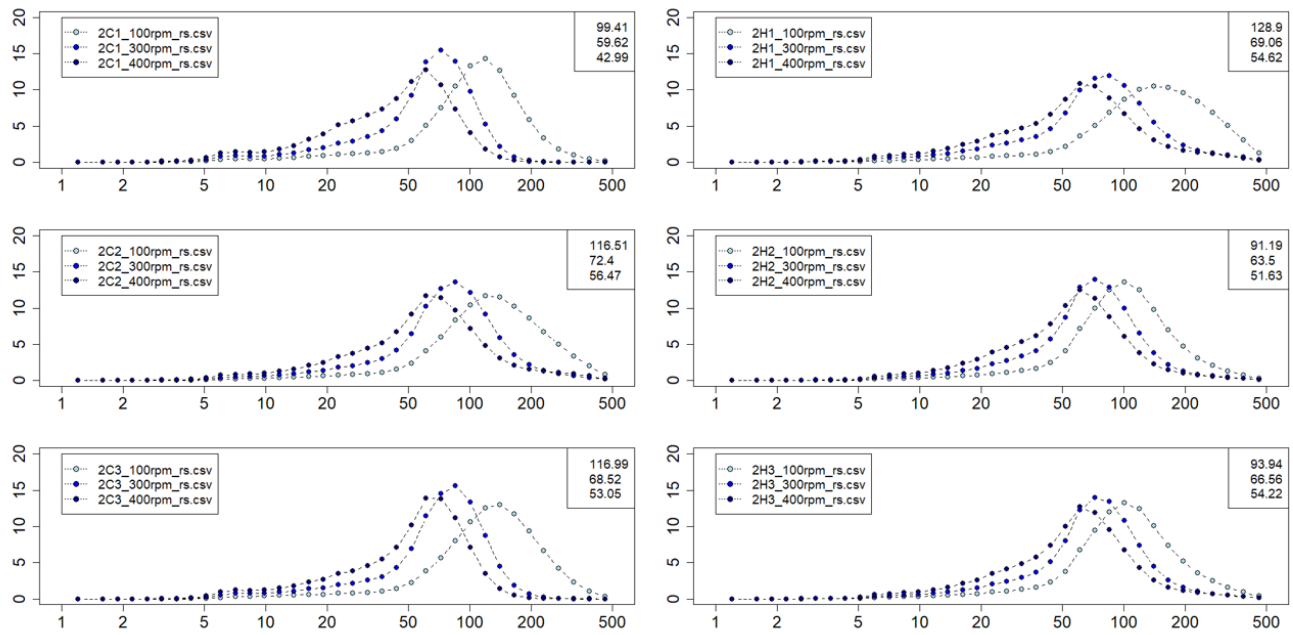 20
15
10
5
0
2C1_100rpm_rs.csv
2C1_300rpm_rs.csv
2C1_400rpm_rs.csv
99.41
59.62
42.99
1 2 5 10 20 50 100 200 500
20
15
10
5
0
2H1_100rpm_rs.csv
2H1_300rpm_rs.csv
2H1_400rpm_rs.csv
128.9
69.06
54.62
1 2 5 10 20 50 100 200 500
20
15
10
5
0
2C2_100rpm_rs.csv
2C2_300rpm_rs.csv
2C2_400rpm_rs.csv
116.51
72.4
56.47
1 2 5 10 20 50 100 200 500
20
15
10
5
0
2H2_100rpm_rs.csv
2H2_300rpm_rs.csv
2H2_400rpm_rs.csv
91.19
63.5
51.63
1 2 5 10 20 50 100 200 500
20
15
10
5
0
2C3_100rpm_rs.csv
2C3_300rpm_rs.csv
2C3_400rpm_rs.csv
116.99
68.52
53.05
1 2 5 10 20 50 100 200 500
20
15
10
5
0
2H3_100rpm_rs.csv
2H3_300rpm_rs.csv
2H3_400rpm_rs.csv
93.94
66.56
54.22
1 2 5 10 20 50 100 200 500